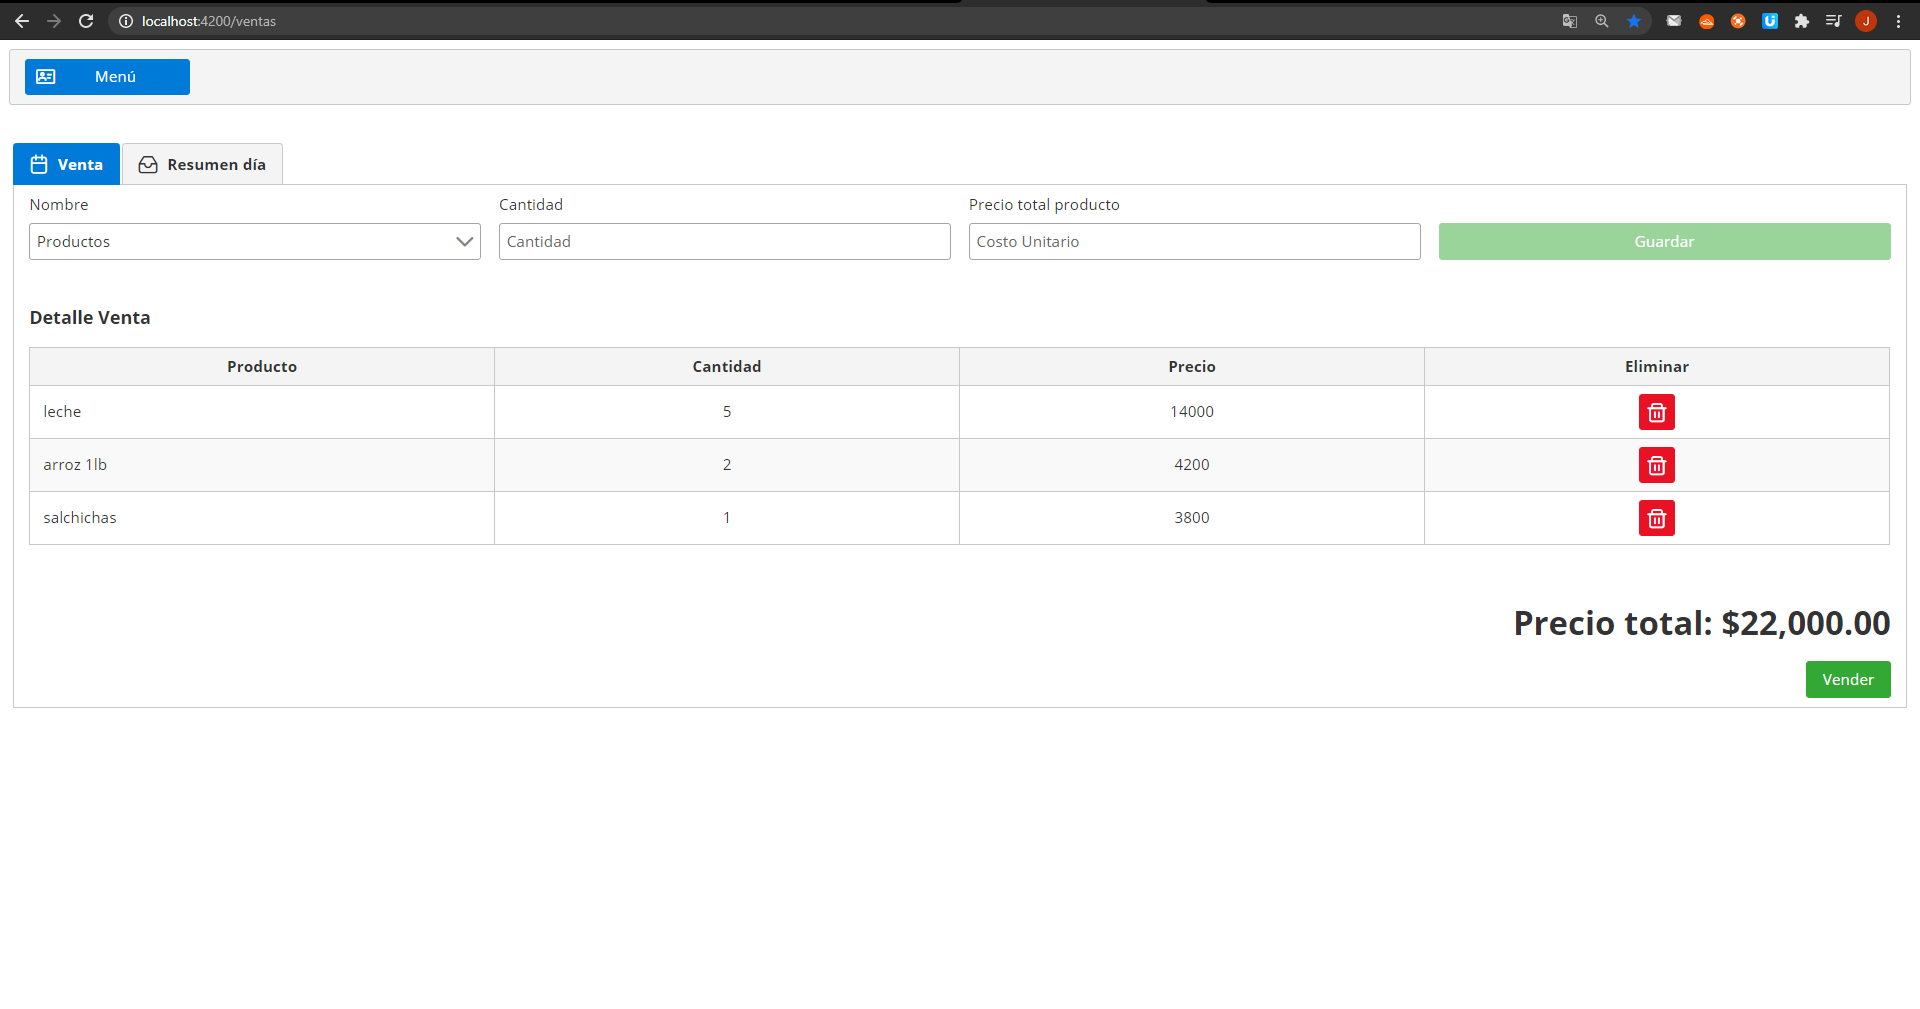 localhost:4200/ventas
J
Menú
Venta
Resumen día
Nombre
Cantidad
Precio total producto
Productos
Cantidad
Costo Unitario
Guardar
Detalle Venta
Producto Cantidad Precio Eliminar
leche 5 14000
arroz 1lb 2 4200
salchichas 1 3800
Precio total: $22,000.00
Vender